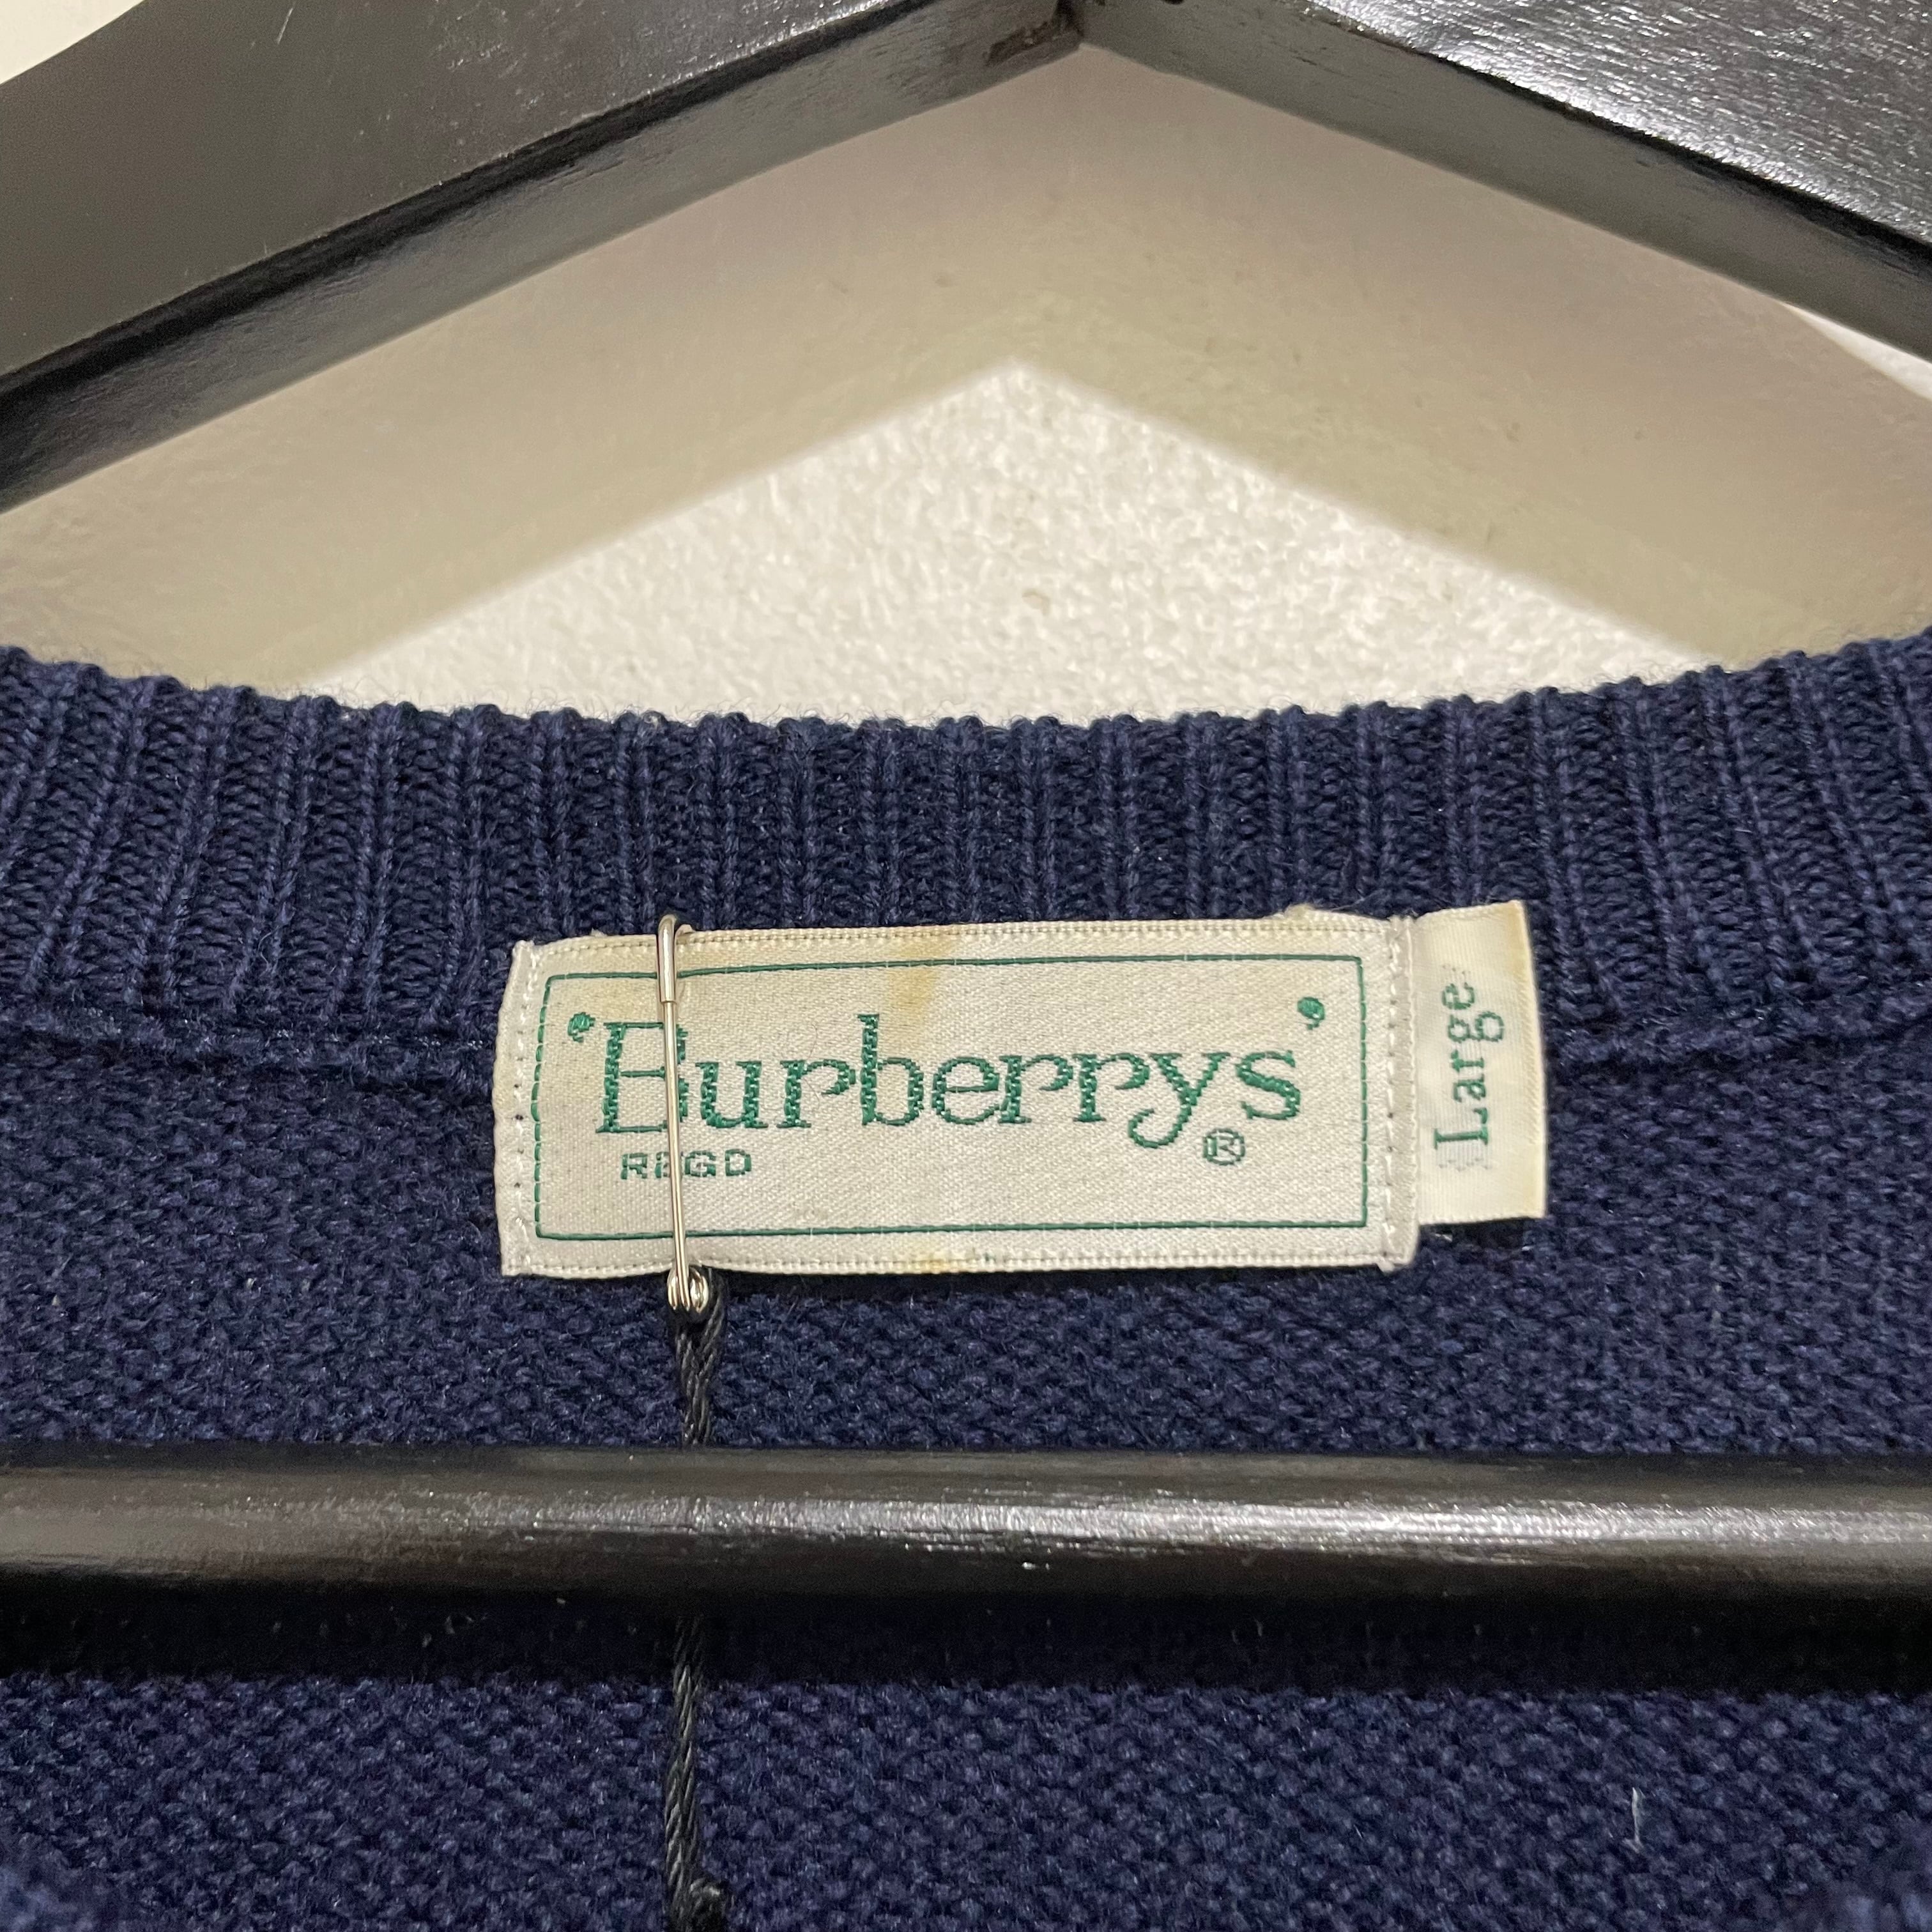 'Burberrys'
REGD ®
Large